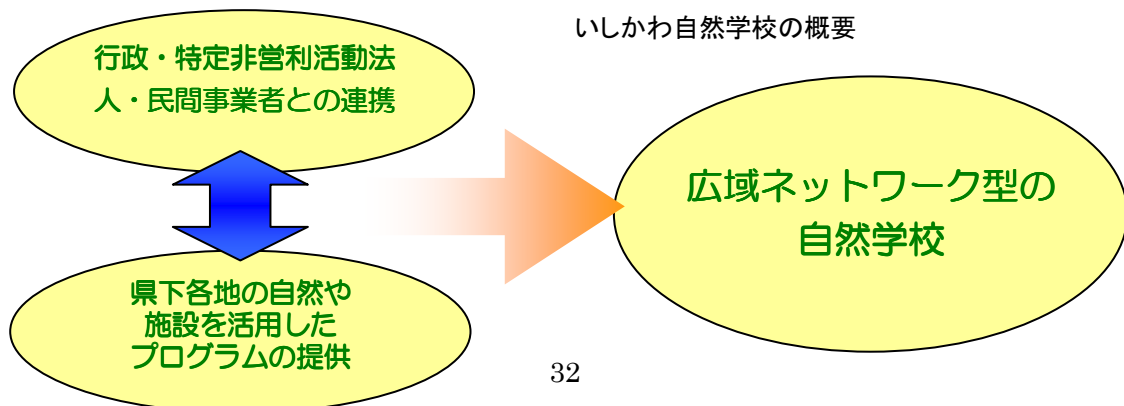 いしかわ自然学校の概要
行政・特定非営利活動法
人・民間事業者との連携
広域ネットワーク型の
自然学校
県下各地の自然や
施設を活用した
プログラムの提供
32